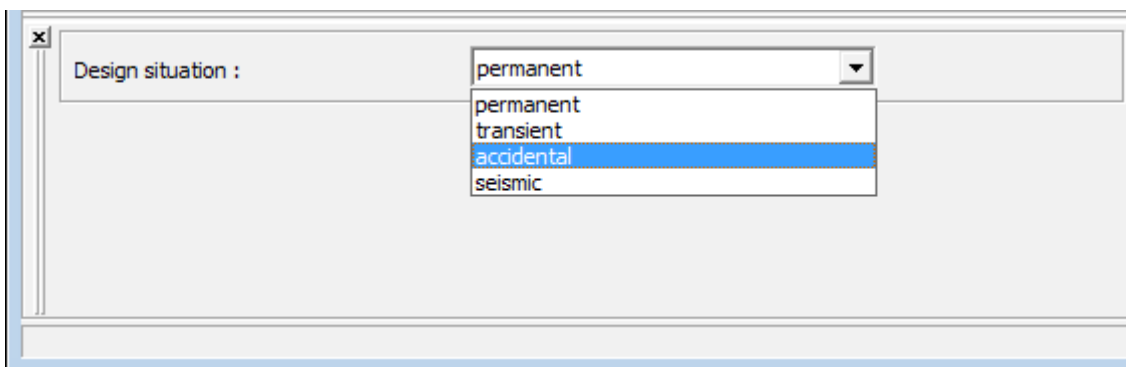 Design situation : permanent
permanent
transient
accidental
seismic